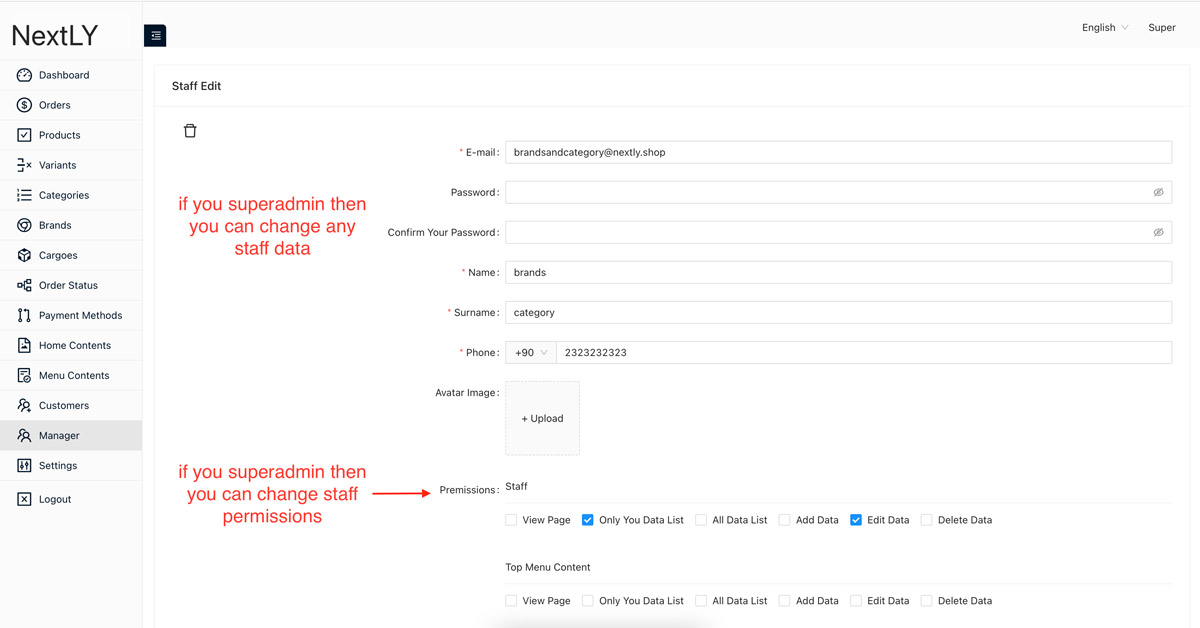 NextLY
English
Super
Dashboard
Orders
Products
Variants
Categories
Brands
Cargoes
Order Status
Payment Methods
Home Contents
Menu Contents
Customers
Manager
Settings
Logout
Staff Edit
* E-mail: brandsandcategory@nextly.shop
Password:
Confirm Your Password:
* Name: brands
* Surname: category
* Phone: +90 2323232323
Avatar Image: + Upload
if you superadmin then
you can change any
staff data
if you superadmin then
you can change staff
permissions
Premissions: Staff
View Page Only You Data List All Data List Add Data Edit Data Delete Data
Top Menu Content
View Page Only You Data List All Data List Add Data Edit Data Delete Data